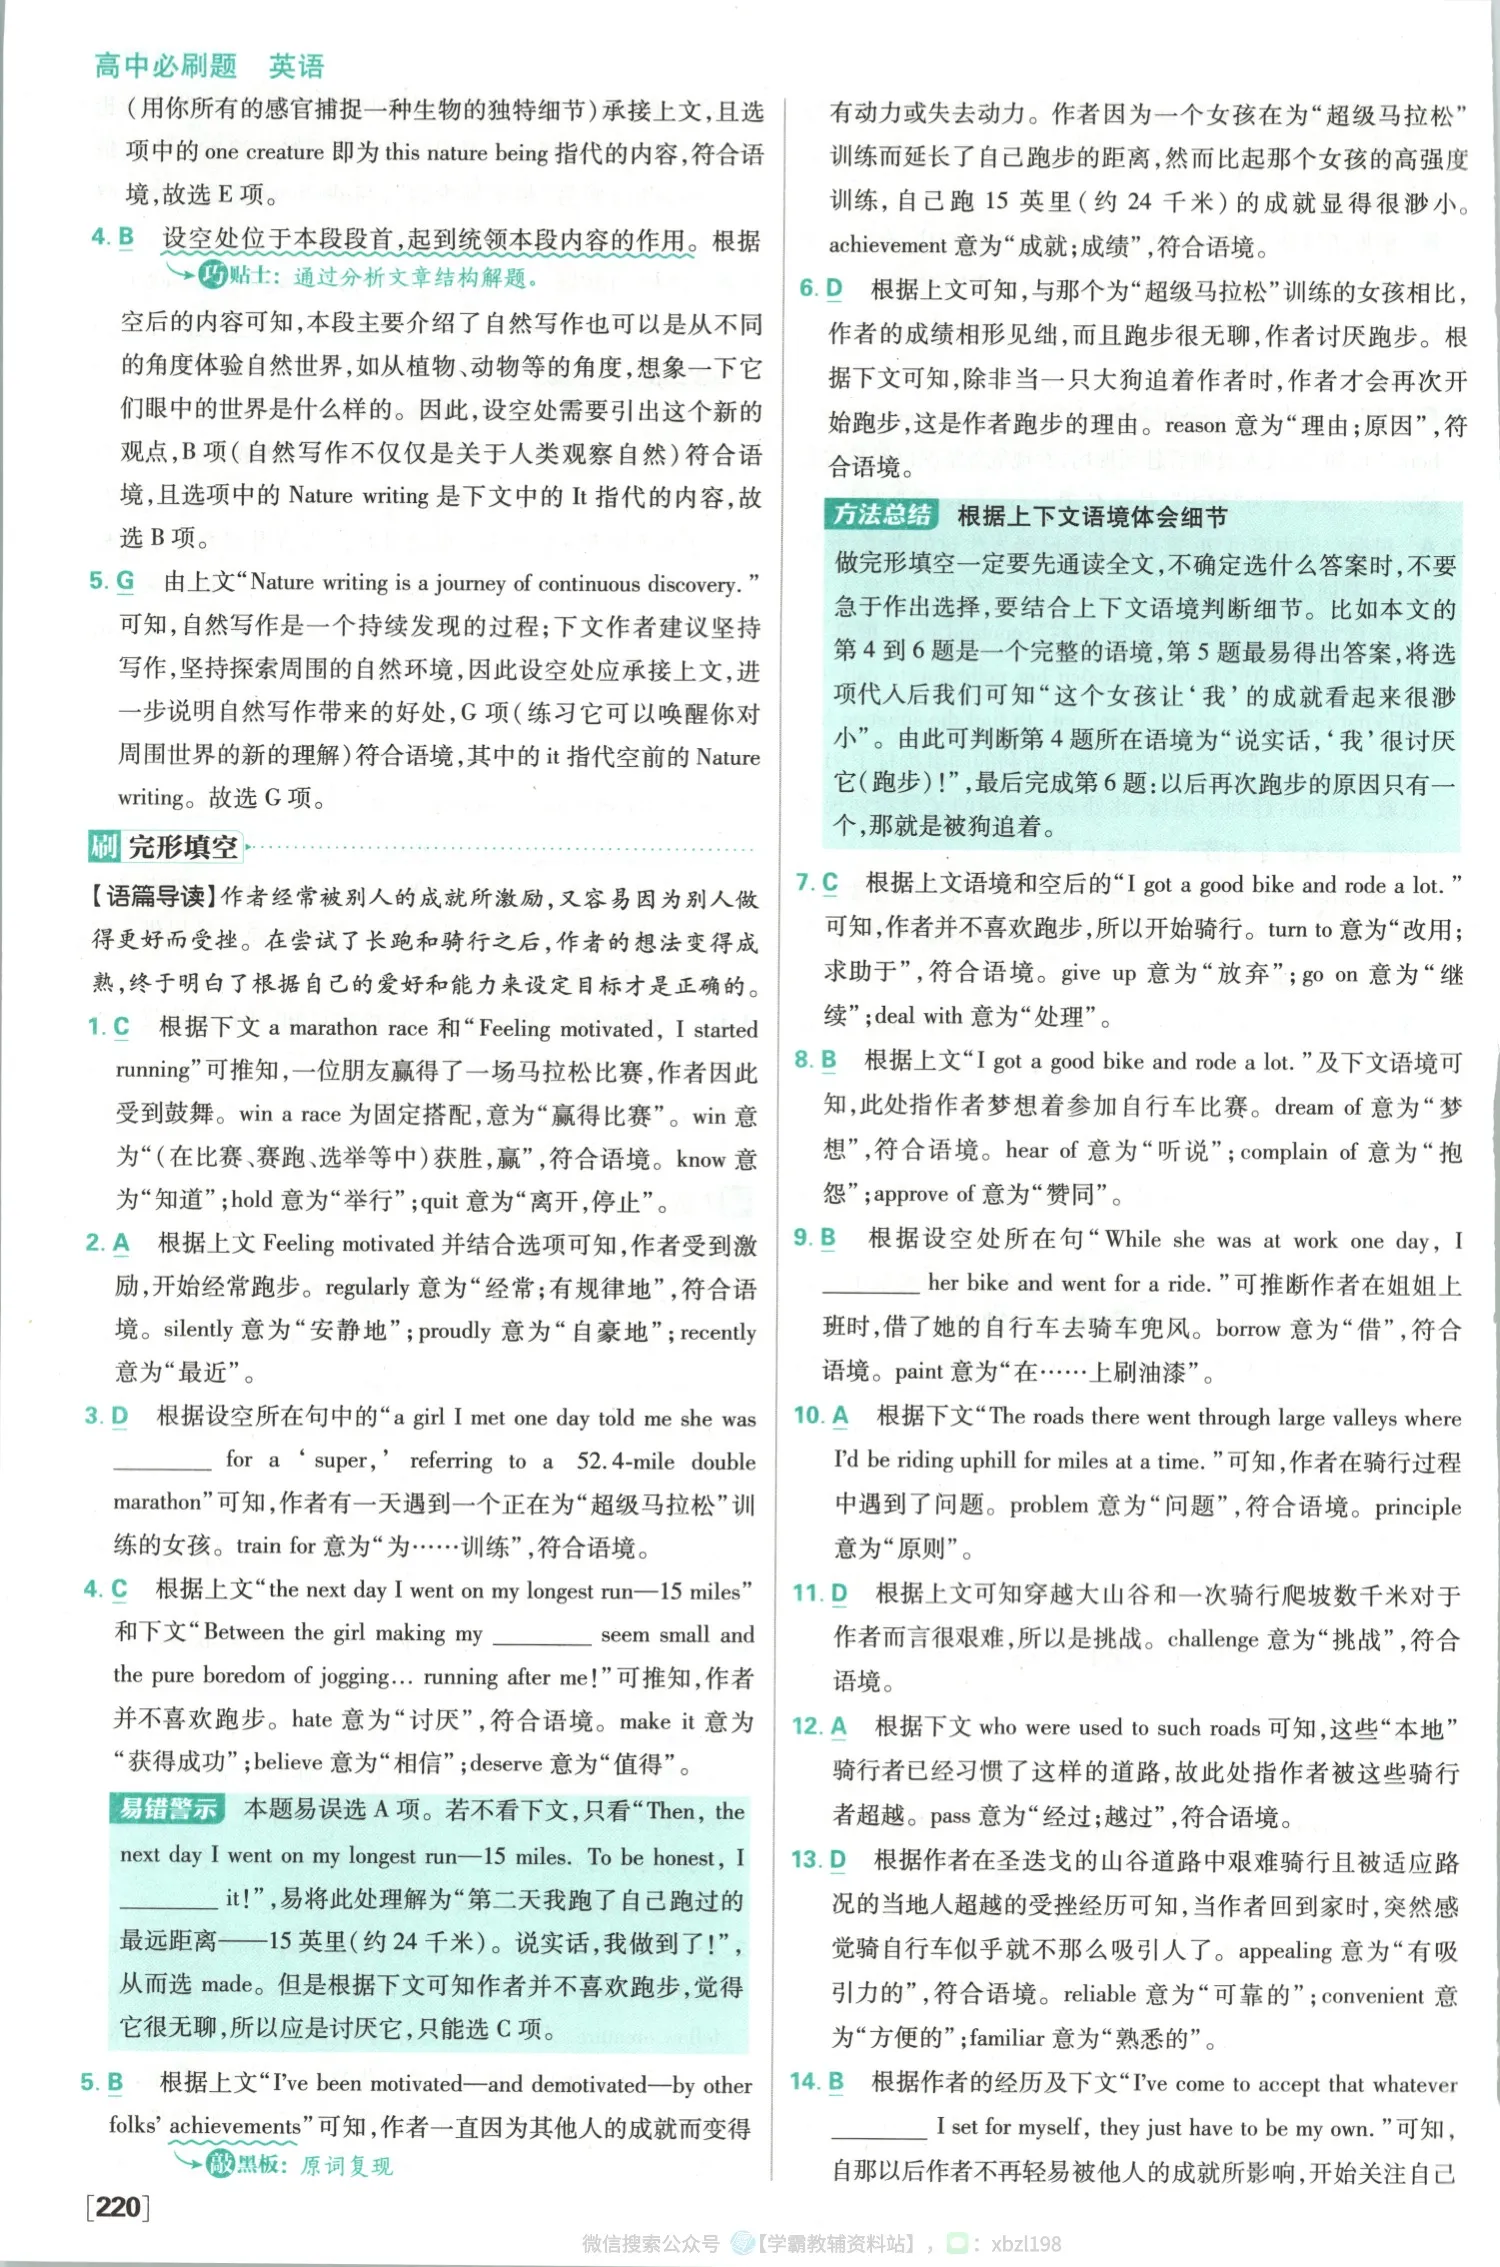 高中必刷题 英语
(用你所有的感官捕捉一种生物的独特细节)承接上文,且选
项中的 one creature 即为 this nature being 指代的内容,符合语
境,故选 E 项。
4. B 设空处位于本段段首,起到统领本段内容的作用。根据
巧贴士:通过分析文章结构解题。
空后的内容可知,本段主要介绍了自然写作也可以是从不同
的角度体验自然世界,如从植物、动物等的角度,想象一下它
们眼中的世界是什么样的。因此,设空处需要引出这个新的
观点,B 项(自然写作不仅仅是关于人类观察自然)符合语
境,且选项中的 Nature writing 是下文中的 It 指代的内容,故
选 B 项。
5. G 由上文“Nature writing is a journey of continuous discovery.”
可知,自然写作是一个持续发现的过程;下文作者建议坚持
写作,坚持探索周围的自然环境,因此设空处应承接上文,进
一步说明自然写作带来的好处,G 项(练习它可以唤醒你对
周围世界的新的理解)符合语境,其中的 it 指代空前的 Nature
writing。故选 G 项。
刷 完形填空
【语篇导读】作者经常被别人的成就所激励,又容易因为别人做
得更好而受挫。在尝试了长跑和骑行之后,作者的想法变得成
熟,终于明白了根据自己的爱好和能力来设定目标才是正确的。
1. C 根据下文 a marathon race 和“Feeling motivated, I started
running”可推知,一位朋友赢得了一场马拉松比赛,作者因此
受到鼓舞。win a race 为固定搭配,意为“赢得比赛”。win 意
为“(在比赛、赛跑、选举等中)获胜,赢”,符合语境。know 意
为“知道”;hold 意为“举行”;quit 意为“离开,停止”。
2. A 根据上文 Feeling motivated 并结合选项可知,作者受到激
励,开始经常跑步。regularly 意为“经常;有规律地”,符合语
境。silently 意为“安静地”;proudly 意为“自豪地”;recently
意为“最近”。
3. D 根据设空所在句中的“a girl I met one day told me she was
________ for a ‘super,’ referring to a 52.4-mile double
marathon”可知,作者有一天遇到一个正在为“超级马拉松”训
练的女孩。train for 意为“为……训练”,符合语境。
4. C 根据上文“the next day I went on my longest run—15 miles”
和下文“Between the girl making my ________ seem small and
the pure boredom of jogging… running after me!”可推知,作者
并不喜欢跑步。hate 意为“讨厌”,符合语境。make it 意为
“获得成功”;believe 意为“相信”;deserve 意为“值得”。
易错警示 本题易误选 A 项。若不看下文,只看“Then, the
next day I went on my longest run—15 miles. To be honest, I
________ it!”,易将此处理解为“第二天我跑了自己跑过的
最远距离——15 英里(约 24 千米)。说实话,我做到了!”,
从而选 made。但是根据下文可知作者并不喜欢跑步,觉得
它很无聊,所以应是讨厌它,只能选 C 项。
5. B 根据上文“I've been motivated—and demotivated—by other
folks' achievements”可知,作者一直因为其他人的成就而变得
敲黑板:原词复现
[220]
有动力或失去动力。作者因为一个女孩在为“超级马拉松”
训练而延长了自己跑步的距离,然而比起那个女孩的高强度
训练,自己跑 15 英里(约 24 千米)的成就显得很渺小。
achievement 意为“成就;成绩”,符合语境。
6. D 根据上文可知,与那个为“超级马拉松”训练的女孩相比,
作者的成绩相形见绌,而且跑步很无聊,作者讨厌跑步。根
据下文可知,除非当一只大狗追着作者时,作者才会再次开
始跑步,这是作者跑步的理由。reason 意为“理由;原因”,符
合语境。
方法总结 根据上下文语境体会细节
做完形填空一定要先通读全文,不确定选什么答案时,不要
急于作出选择,要结合上下文语境判断细节。比如本文的
第 4 到 6 题是一个完整的语境,第 5 题最易得出答案,将选
项代入后我们可知“这个女孩让‘我’的成就看起来很渺
小”。由此可判断第 4 题所在语境为“说实话,‘我’很讨厌
它(跑步)!”,最后完成第 6 题:以后再次跑步的原因只有一
个,那就是被狗追着。
7. C 根据上文语境和空后的“I got a good bike and rode a lot.”
可知,作者并不喜欢跑步,所以开始骑行。turn to 意为“改用;
求助于”,符合语境。give up 意为“放弃”;go on 意为“继
续”;deal with 意为“处理”。
8. B 根据上文“I got a good bike and rode a lot.”及下文语境可
知,此处指作者梦想着参加自行车比赛。dream of 意为“梦
想”,符合语境。hear of 意为“听说”;complain of 意为“抱
怨”;approve of 意为“赞同”。
9. B 根据设空处所在句“While she was at work one day, I
________ her bike and went for a ride.”可推断作者在姐姐上
班时,借了她的自行车去骑车兜风。borrow 意为“借”,符合
语境。paint 意为“在……上刷油漆”。
10. A 根据下文“The roads there went through large valleys where
I'd be riding uphill for miles at a time.”可知,作者在骑行过程
中遇到了问题。problem 意为“问题”,符合语境。principle
意为“原则”。
11. D 根据上文可知穿越大山谷和一次骑行爬坡数千米对于
作者而言很艰难,所以是挑战。challenge 意为“挑战”,符合
语境。
12. A 根据下文 who were used to such roads 可知,这些“本地”
骑行者已经习惯了这样的道路,故此处指作者被这些骑行
者超越。pass 意为“经过;越过”,符合语境。
13. D 根据作者在圣迭戈的山谷道路中艰难骑行且被适应路
况的当地人超越的受挫经历可知,当作者回到家时,突然感
觉骑自行车似乎就不那么吸引人了。appealing 意为“有吸
引力的”,符合语境。reliable 意为“可靠的”;convenient 意
为“方便的”;familiar 意为“熟悉的”。
14. B 根据作者的经历及下文“I've come to accept that whatever
________ I set for myself, they just have to be my own.”可知,
自那以后作者不再轻易被他人的成就所影响,开始关注自己
微信搜索公众号【学霸教辅资料站】,:xbzl198